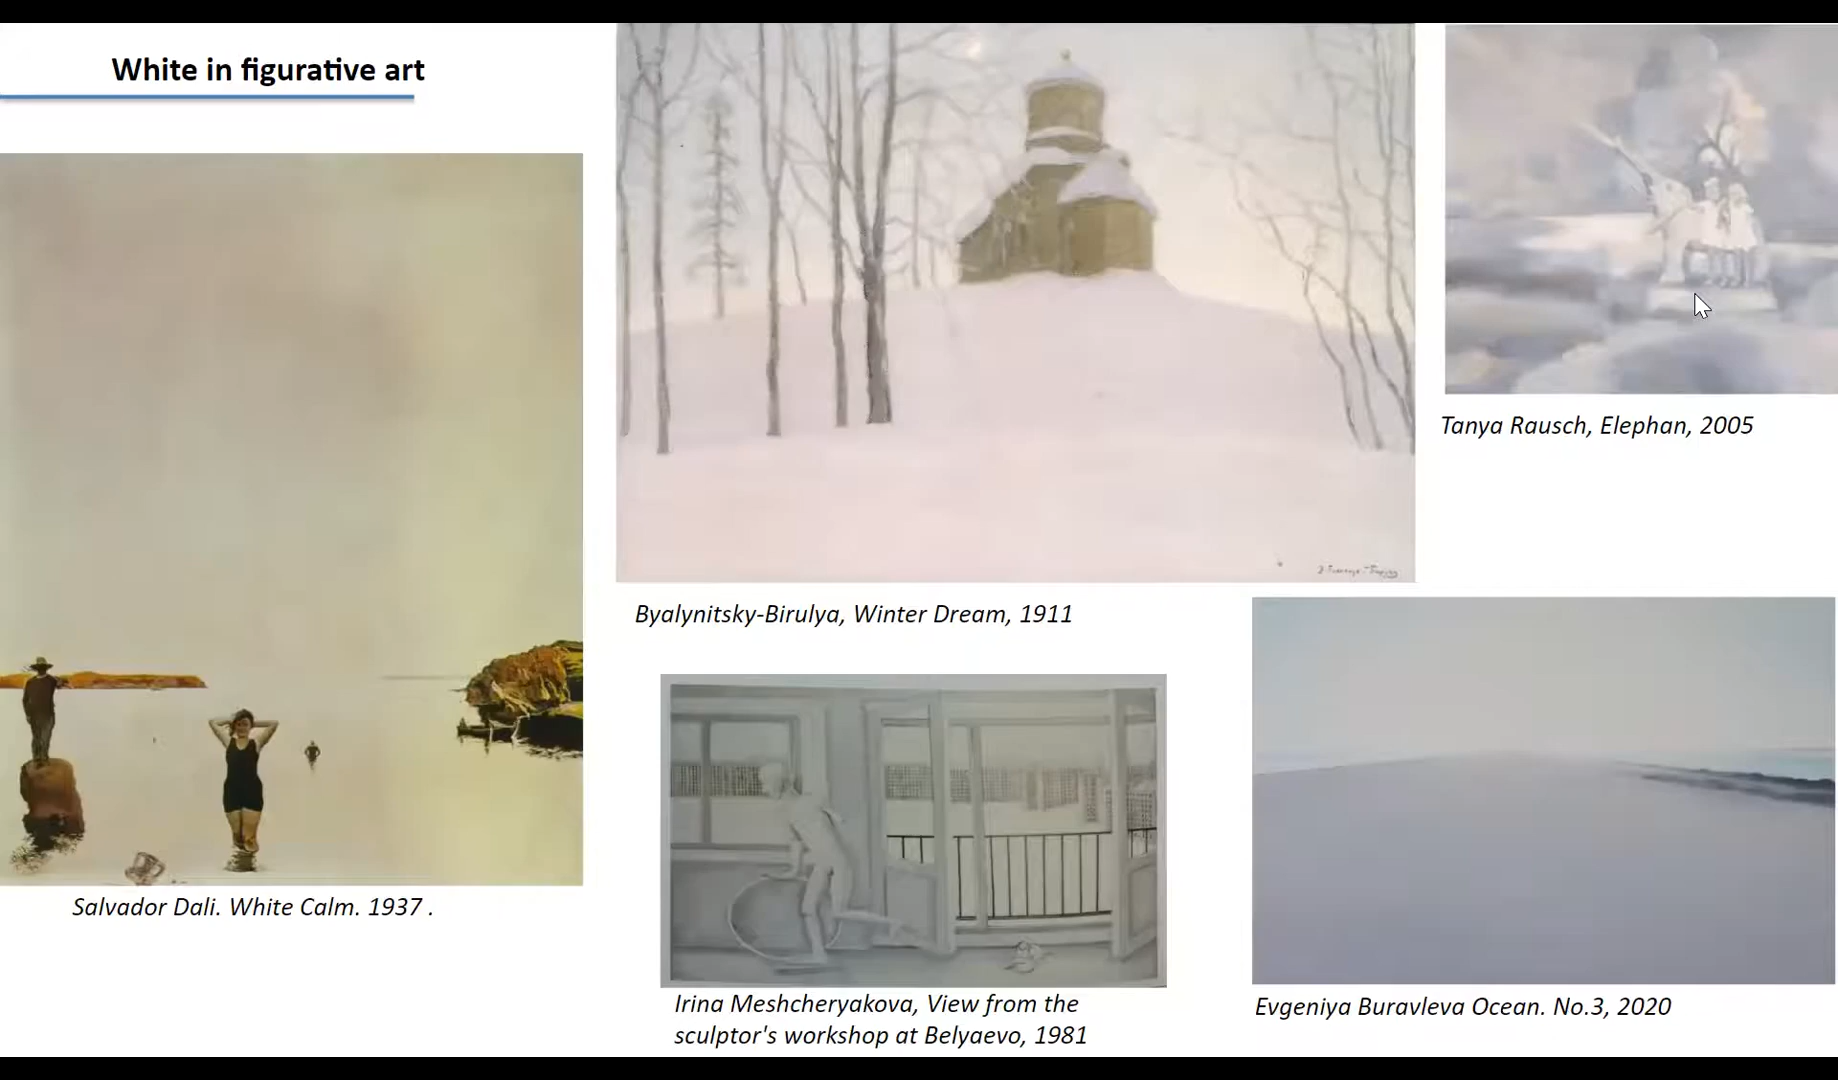 White in figurative art
Tanya Rausch, Elephan, 2005
Byalynitsky-Birulya, Winter Dream, 1911
Salvador Dali. White Calm. 1937 .
Irina Meshcheryakova, View from the
sculptor's workshop at Belyaevo, 1981
Evgeniya Buravleva Ocean. No.3, 2020